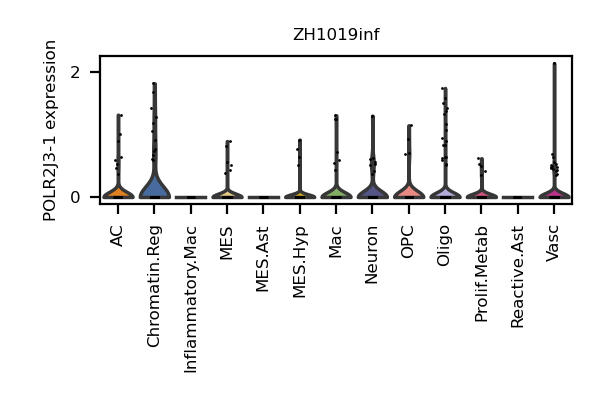 ZH1019inf
POLR2J3-1 expression
2
0
AC
Chromatin.Reg
Inflammatory.Mac
MES
MES.Ast
MES.Hyp
Mac
Neuron
OPC
Oligo
Prolif.Metab
Reactive.Ast
Vasc